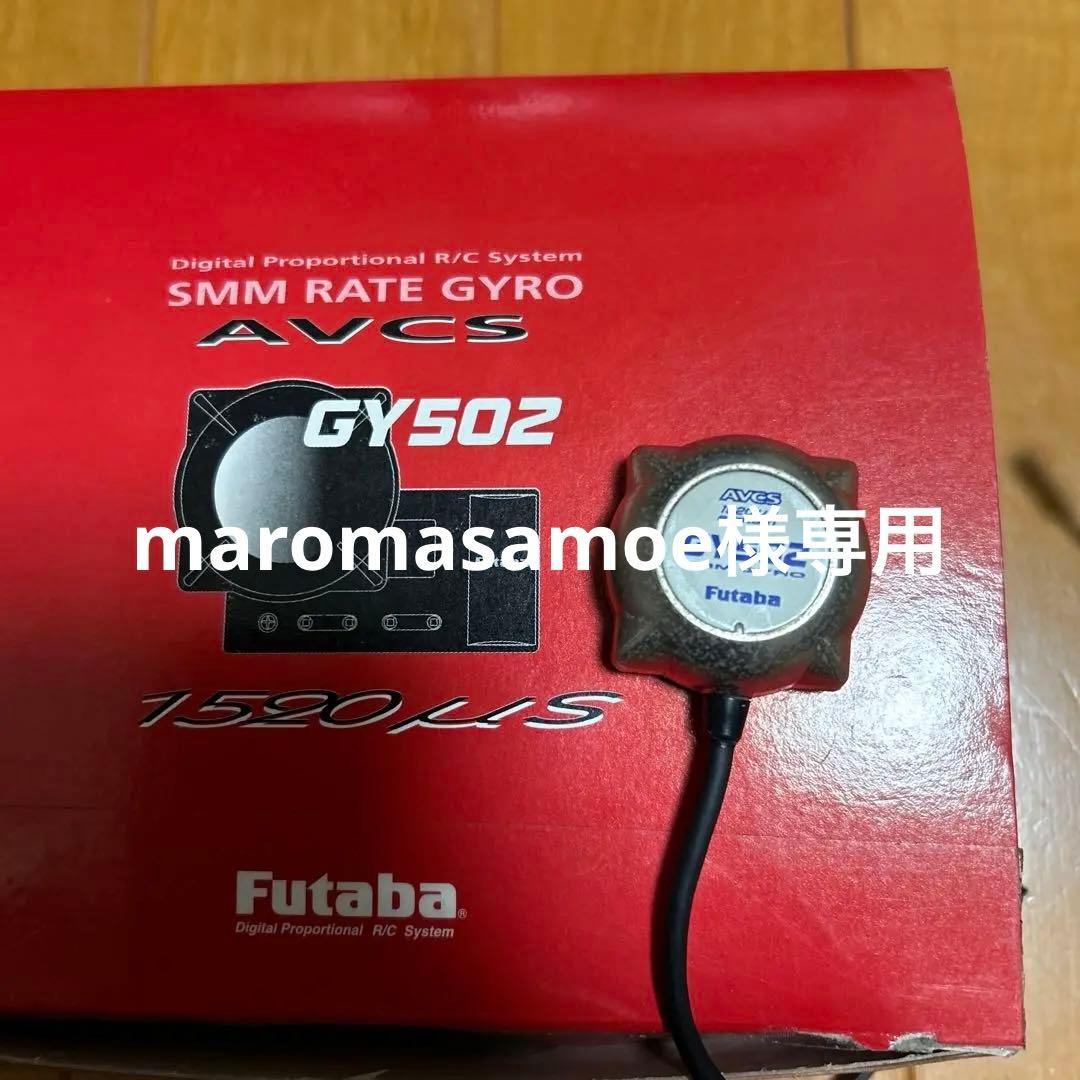 Digital Proportional R/C System
SMM RATE GYRO
AVCS
GY502
maromasamoe様専用
1520μS
Futaba®
Digital Proportional R/C System
AVCS
Futaba